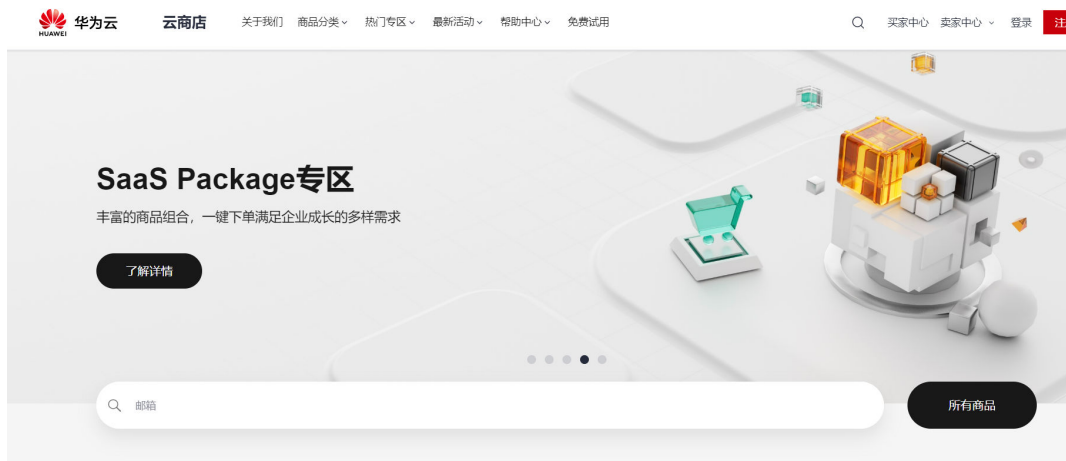 HUAWEI
华为云
云商店
关于我们 商品分类 热门专区 最新活动 帮助中心 免费试用
买家中心 卖家中心 登录 注
SaaS Package专区
丰富的商品组合，一键下单满足企业成长的多样需求
了解详情
邮箱
所有商品